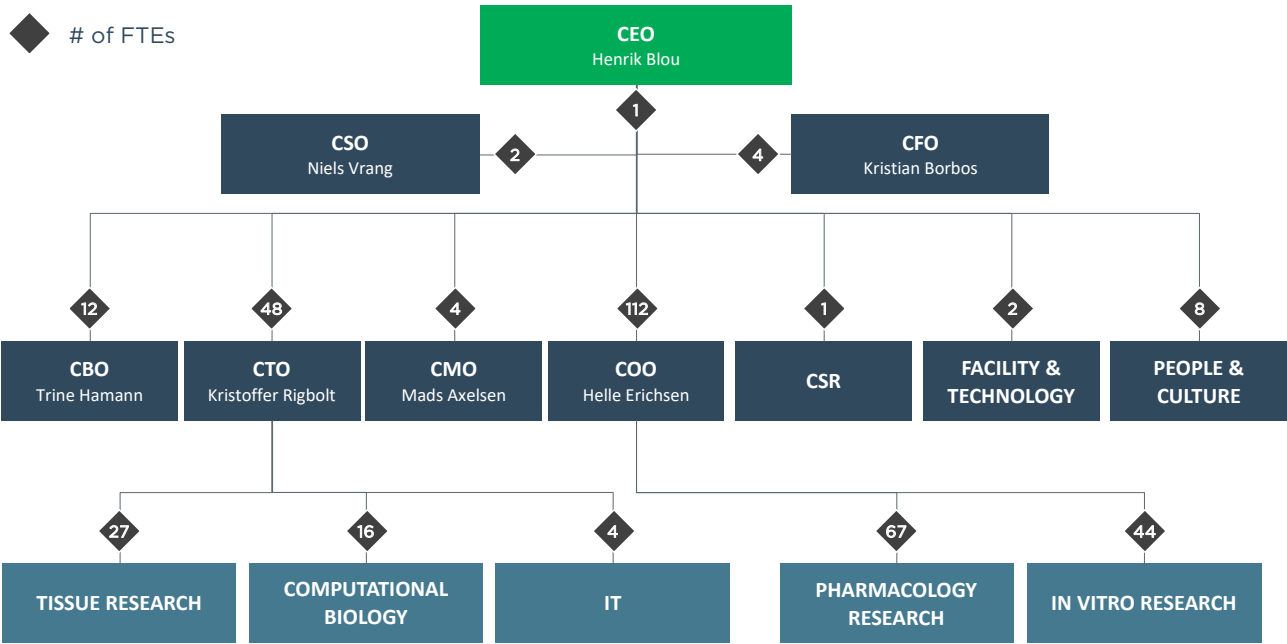 # of FTEs
CEO
Henrik Blou
1
CSO
Niels Vrang
2
4
CFO
Kristian Borbos
12
48
4
112
1
2
8
CBO
Trine Hamann
CTO
Kristoffer Rigbolt
CMO
Mads Axelsen
COO
Helle Erichsen
CSR
FACILITY &
TECHNOLOGY
PEOPLE &
CULTURE
27
16
4
67
44
TISSUE RESEARCH
COMPUTATIONAL
BIOLOGY
IT
PHARMACOLOGY
RESEARCH
IN VITRO RESEARCH